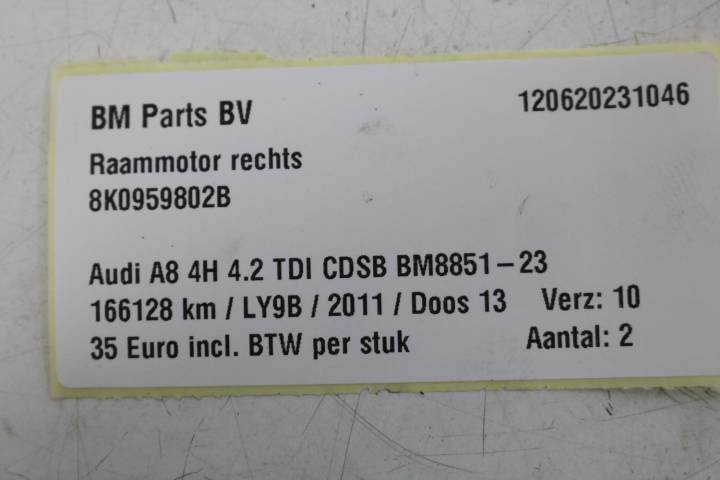 BM Parts BV 120620231046
Raammotor rechts
8K0959802B
Audi A8 4H 4.2 TDI CDSB BM8851-23
166128 km / LY9B / 2011 / Doos 13 Verz: 10
35 Euro incl. BTW per stuk Aantal: 2